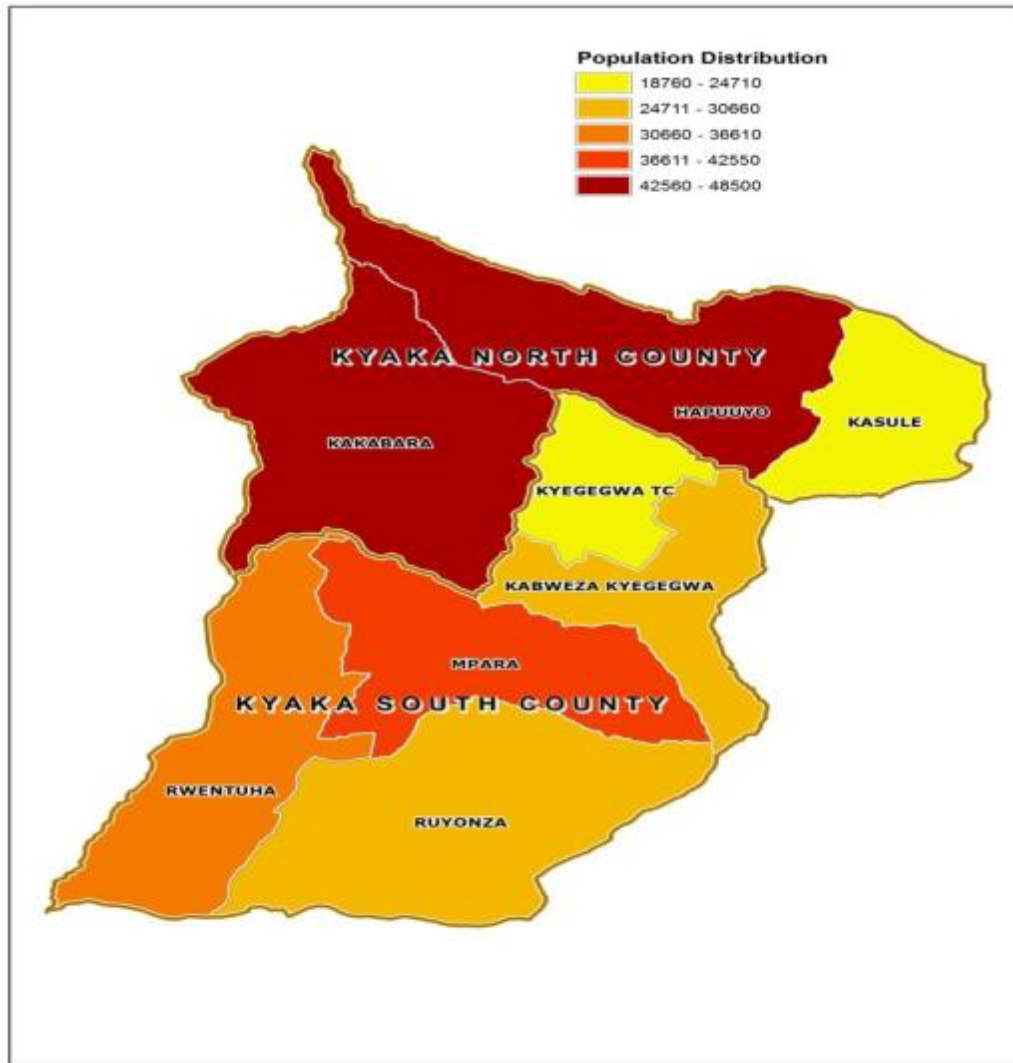 Population Distribution
18760 - 24710
24711 - 30660
30660 - 36610
36611 - 42550
42560 - 48500
KYAKA NORTH COUNTY
HAPUUYO
KASULE
KAKABARA
KYEGEGWA TC
KABWEZA KYEGEGWA
MPARA
KYAKA SOUTH COUNTY
RWENTUHA
RUYONZA